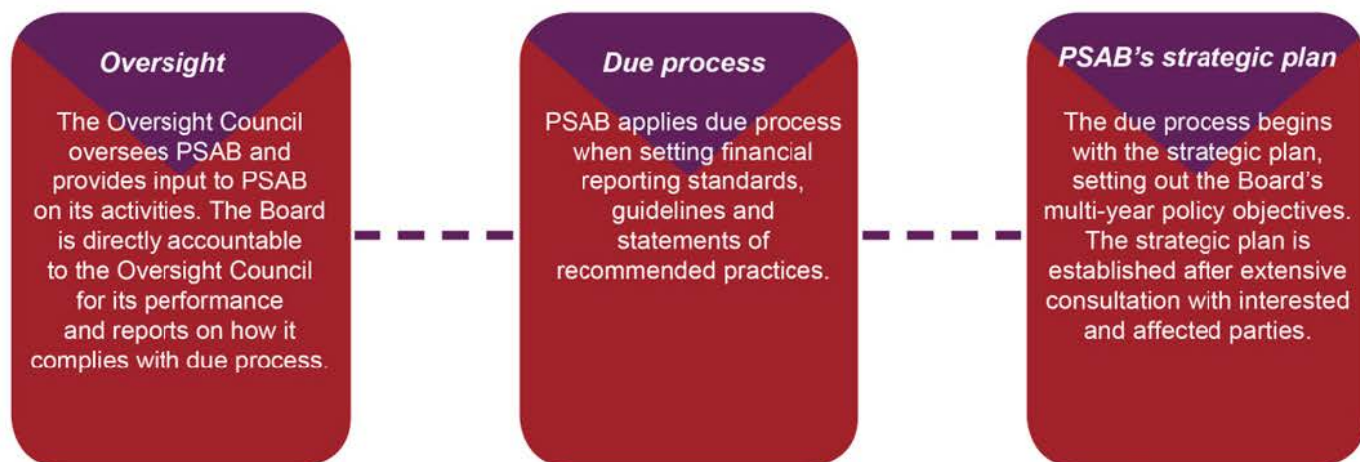 Oversight
The Oversight Council
oversees PSAB and
provides input to PSAB
on its activities. The Board
is directly accountable
to the Oversight Council
for its performance
and reports on how it
complies with due process.
Due process
PSAB applies due process
when setting financial
reporting standards,
guidelines and
statements of
recommended practices.
PSAB’s strategic plan
The due process begins
with the strategic plan,
setting out the Board’s
multi-year policy objectives.
The strategic plan is
established after extensive
consultation with interested
and affected parties.